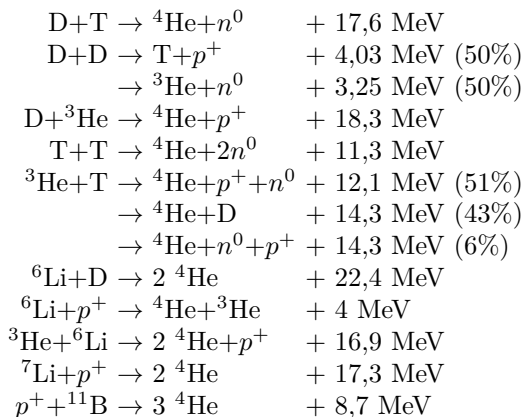 D+T → ⁴He+n⁰ + 17,6 MeV
D+D → T+p⁺ + 4,03 MeV (50%)
→ ³He+n⁰ + 3,25 MeV (50%)
D+³He → ⁴He+p⁺ + 18,3 MeV
T+T → ⁴He+2n⁰ + 11,3 MeV
³He+T → ⁴He+p⁺+n⁰ + 12,1 MeV (51%)
→ ⁴He+D + 14,3 MeV (43%)
→ ⁴He+n⁰+p⁺ + 14,3 MeV (6%)
⁶Li+D → 2 ⁴He + 22,4 MeV
⁶Li+p⁺ → ⁴He+³He + 4 MeV
³He+⁶Li → 2 ⁴He+p⁺ + 16,9 MeV
⁷Li+p⁺ → 2 ⁴He + 17,3 MeV
p⁺+¹¹B → 3 ⁴He + 8,7 MeV